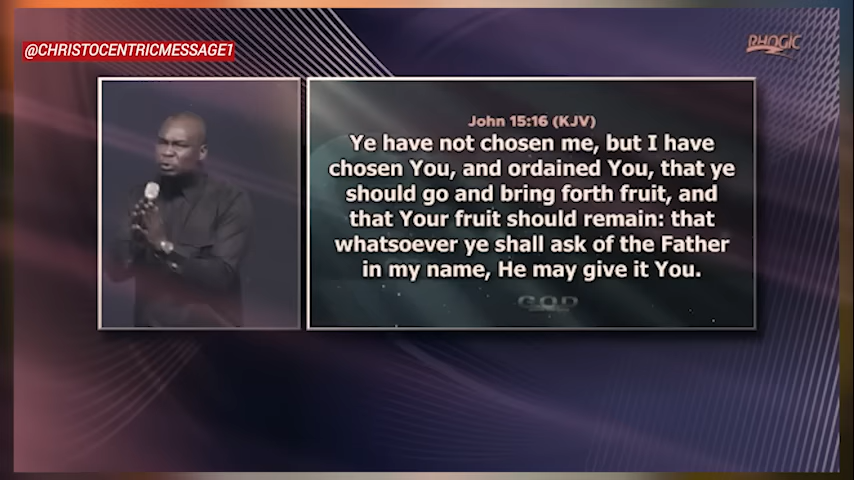 @CHRISTOCENTRICMESSAGE1
RHOGIC
John 15:16 (KJV)
Ye have not chosen me, but I have
chosen You, and ordained You, that ye
should go and bring forth fruit, and
that Your fruit should remain: that
whatsoever ye shall ask of the Father
in my name, He may give it You.
G.O.D